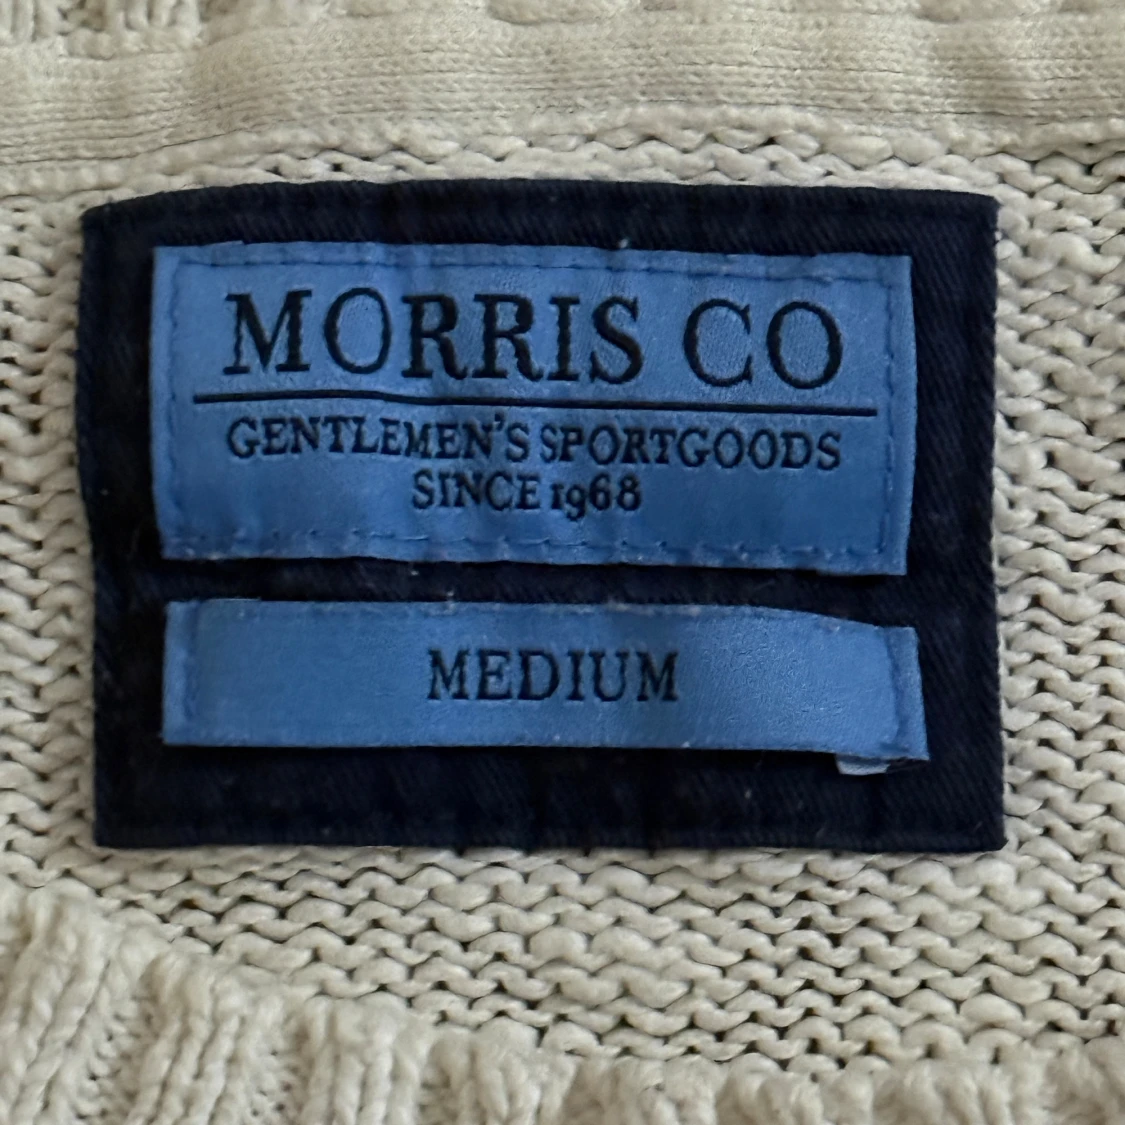 MORRIS CO
GENTLEMEN'S SPORTGOODS
SINCE 1968
MEDIUM